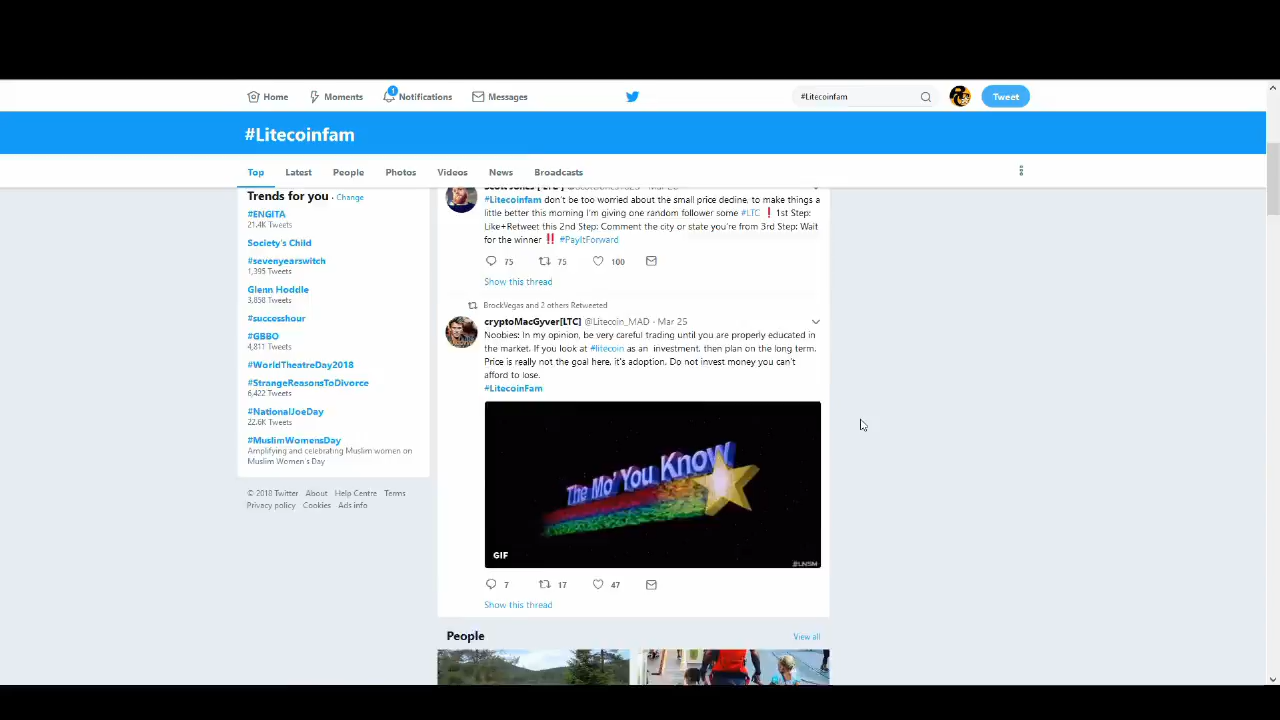 Home
Moments
1
Notifications
Messages
#Litecoinfam
Tweet
#Litecoinfam
Top
Latest
People
Photos
Videos
News
Broadcasts
Trends for you · Change
#ENGITA
21.4K Tweets
Society's Child
#sevenyearswitch
1,395 Tweets
Glenn Hoddle
3,858 Tweets
#successhour
#GBBO
4,811 Tweets
#WorldTheatreDay2018
#StrangeReasonsToDivorce
6,422 Tweets
#NationalJoeDay
22.6K Tweets
#MuslimWomensDay
Amplifying and celebrating Muslim women on
Muslim Women's Day
© 2018 Twitter About Help Centre Terms
Privacy policy Cookies Ads info
#Litecoinfam don't be too worried about the small price decline, to make things a
little better this morning I'm giving one random follower some #LTC ❗ 1st Step:
Like+Retweet this 2nd Step: Comment the city or state you're from 3rd Step: Wait
for the winner ‼️ #PayItForward
75
75
100
Show this thread
BrockVegas and 2 others Retweeted
cryptoMacGyver[LTC] @Litecoin_MAD · Mar 25
Noobies: In my opinion, be very careful trading until you are properly educated in
the market. If you look at #litecoin as an investment, then plan on the long term.
Price is really not the goal here, it's adoption. Do not invest money you can't
afford to lose.
#LitecoinFam
The Mo' You Know
GIF
#LNSM
7
17
47
Show this thread
People
View all